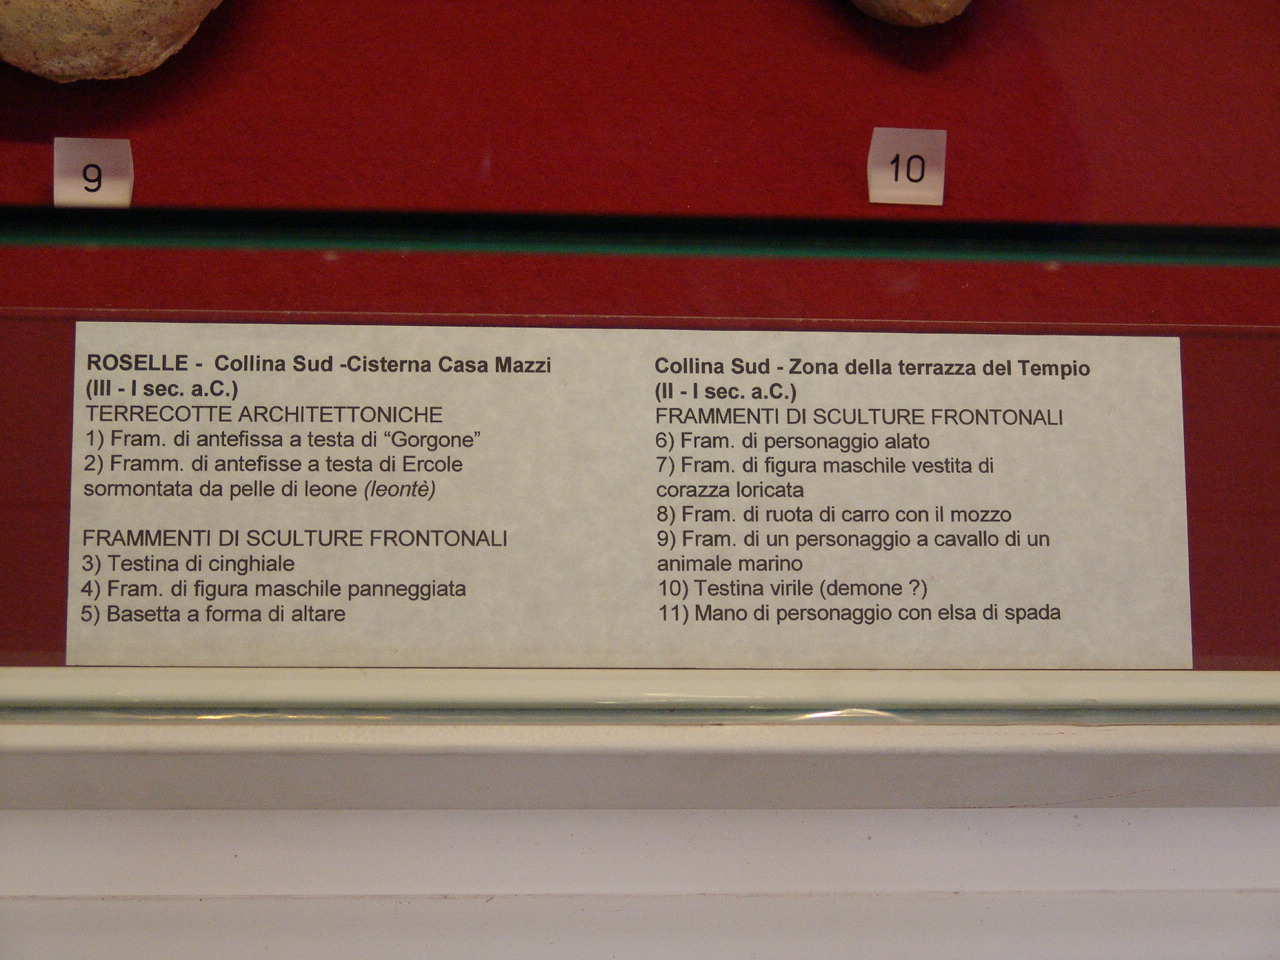 9
10
ROSELLE - Collina Sud -Cisterna Casa Mazzi
(III - I sec. a.C.)
TERRECOTTE ARCHITETTONICHE
1) Fram. di antefissa a testa di “Gorgone”
2) Framm. di antefisse a testa di Ercole
sormontata da pelle di leone (leontè)
FRAMMENTI DI SCULTURE FRONTONALI
3) Testina di cinghiale
4) Fram. di figura maschile panneggiata
5) Basetta a forma di altare
Collina Sud - Zona della terrazza del Tempio
(II - I sec. a.C.)
FRAMMENTI DI SCULTURE FRONTONALI
6) Fram. di personaggio alato
7) Fram. di figura maschile vestita di
corazza loricata
8) Fram. di ruota di carro con il mozzo
9) Fram. di un personaggio a cavallo di un
animale marino
10) Testina virile (demone ?)
11) Mano di personaggio con elsa di spada